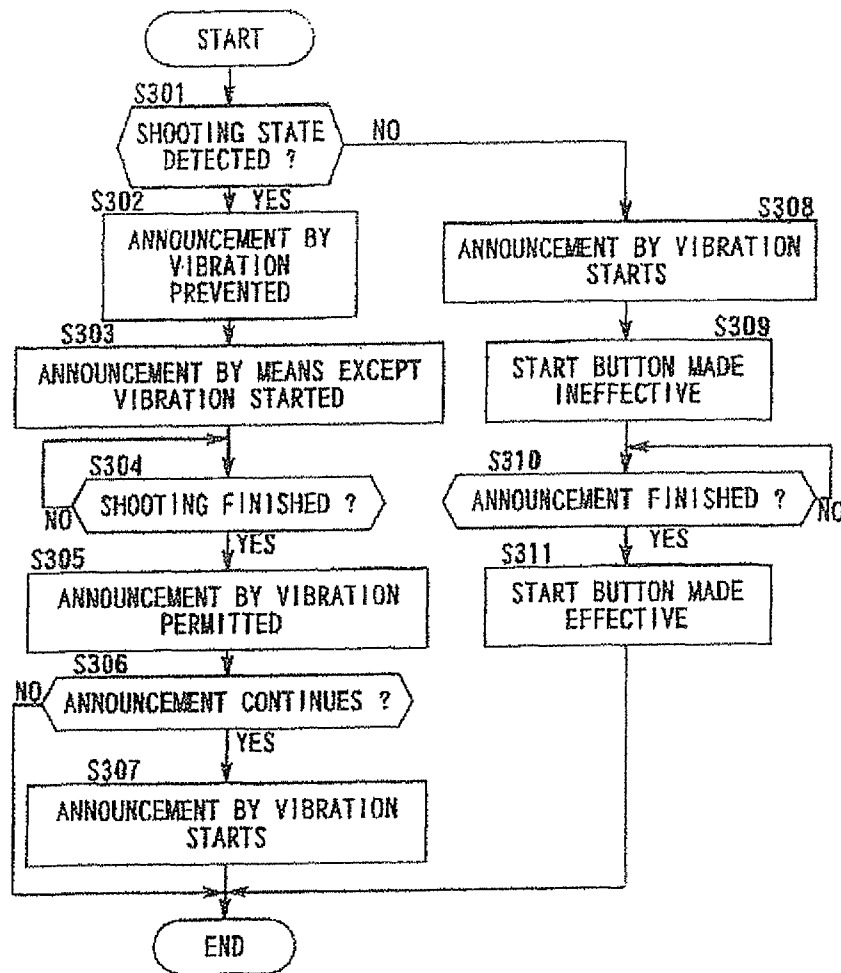 START
S301
SHOOTING STATE
DETECTED ?
NO
YES
S302
ANNOUNCEMENT BY
VIBRATION
PREVENTED
S303
ANNOUNCEMENT BY MEANS EXCEPT
VIBRATION STARTED
S304
SHOOTING FINISHED ?
NO
YES
S305
ANNOUNCEMENT BY VIBRATION
PERMITTED
S306
NO
ANNOUNCEMENT CONTINUES ?
YES
S307
ANNOUNCEMENT BY VIBRATION
STARTS
S308
ANNOUNCEMENT BY VIBRATION
STARTS
S309
START BUTTON MADE
INEFFECTIVE
S310
ANNOUNCEMENT FINISHED ?
NO
YES
S311
START BUTTON MADE
EFFECTIVE
END